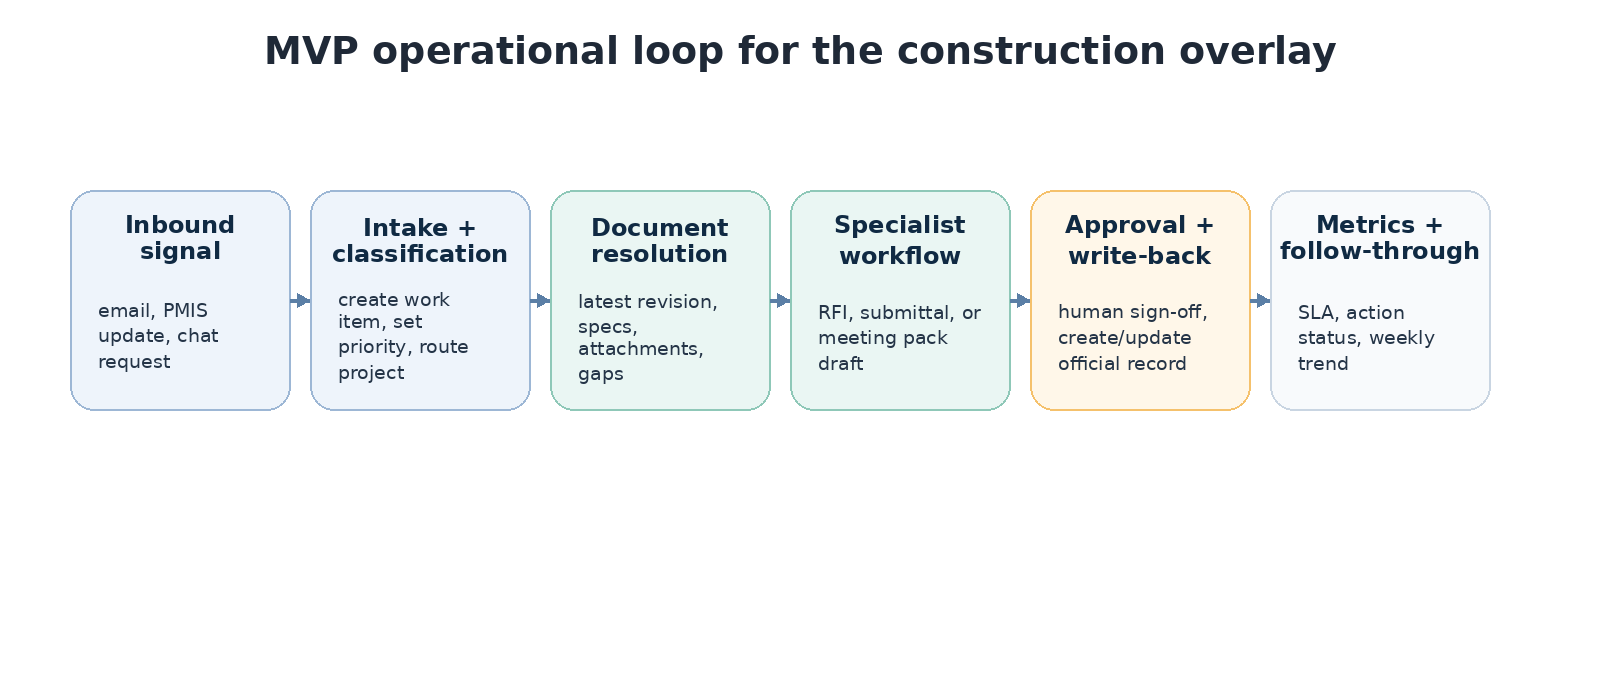 MVP operational loop for the construction overlay
Inbound
signal
email, PMIS
update, chat
request
Intake +
classification
create work
item, set
priority, route
project
Document
resolution
latest revision,
specs,
attachments,
gaps
Specialist
workflow
RFI, submittal, or
meeting pack
draft
Approval +
write-back
human sign-off,
create/update
official record
Metrics +
follow-through
SLA, action
status, weekly
trend